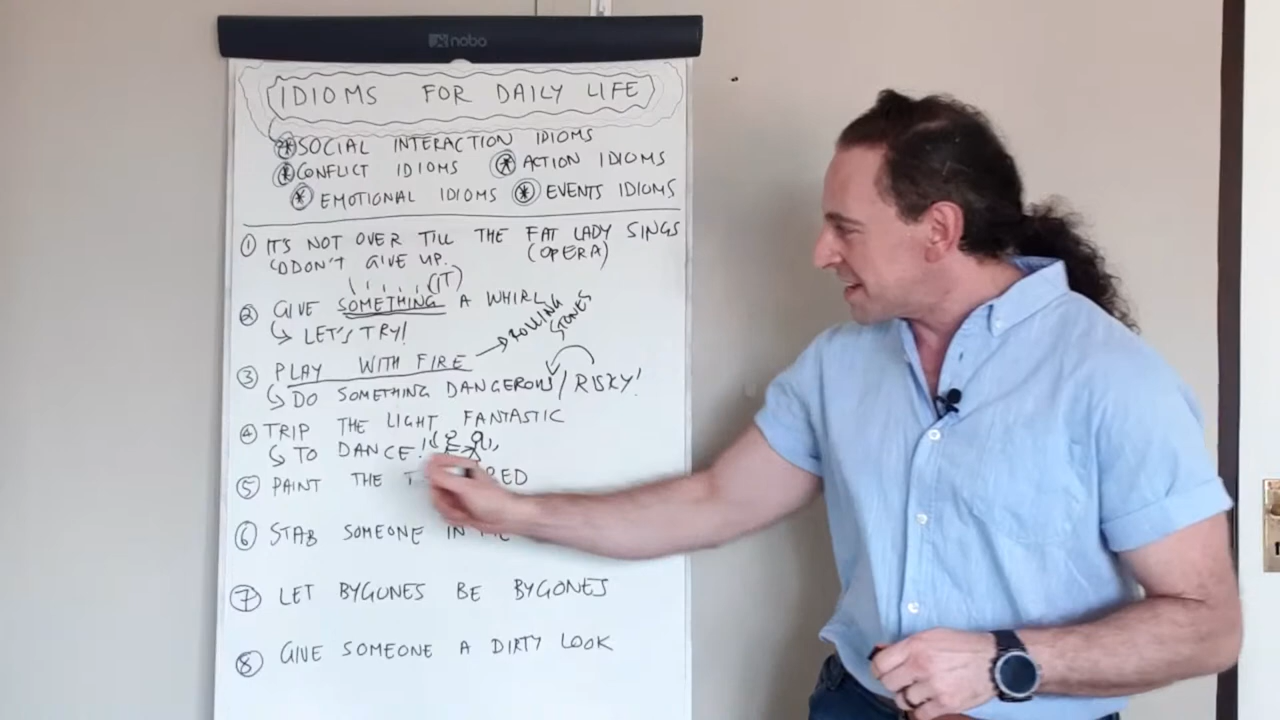 nobo
IDIOMS FOR DAILY LIFE
* SOCIAL INTERACTION IDIOMS
* CONFLICT IDIOMS * ACTION IDIOMS
* EMOTIONAL IDIOMS * EVENTS IDIOMS
① IT'S NOT OVER TILL THE FAT LADY SINGS
↳ DON'T GIVE UP. (OPERA)
(IT)
② GIVE SOMETHING A WHIRL
↳ LET'S TRY!
③ PLAY WITH FIRE → ROLLING STONES
↳ DO SOMETHING DANGEROUS / RISKY!
④ TRIP THE LIGHT FANTASTIC
↳ TO DANCE!
⑤ PAINT THE RED
⑥ STAB SOMEONE IN
⑦ LET BYGONES BE BYGONES
⑧ GIVE SOMEONE A DIRTY LOOK